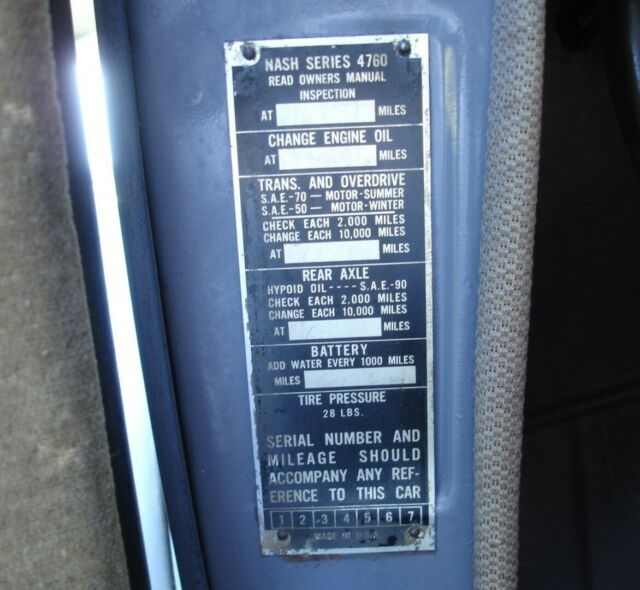 NASH SERIES 4760
READ OWNERS MANUAL
INSPECTION
AT MILES
CHANGE ENGINE OIL
AT MILES
TRANS. AND OVERDRIVE
S.A.E.-70 — MOTOR-SUMMER
S.A.E.-50 — MOTOR-WINTER
CHECK EACH 2,000 MILES
CHANGE EACH 10,000 MILES
AT MILES
REAR AXLE
HYPOID OIL----S.A.E.-90
CHECK EACH 2,000 MILES
CHANGE EACH 10,000 MILES
AT MILES
BATTERY
ADD WATER EVERY 1000 MILES
MILES
TIRE PRESSURE
28 LBS.
SERIAL NUMBER AND
MILEAGE SHOULD
ACCOMPANY ANY REF-
ERENCE TO THIS CAR
1 2 3 4 5 6 7
MADE IN U.S.A.